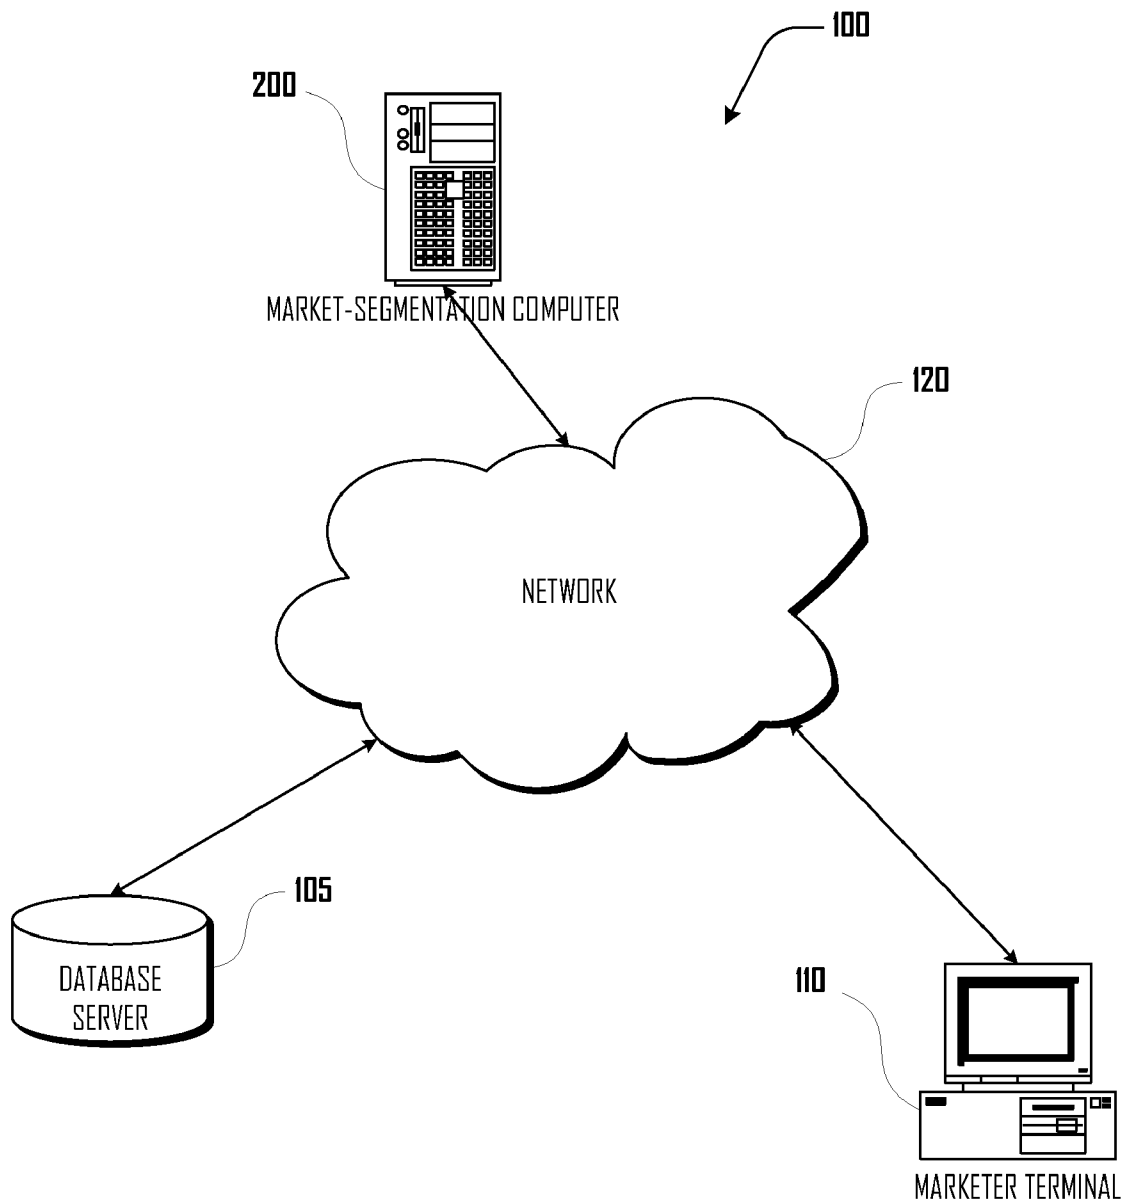 100
200
MARKET-SEGMENTATION COMPUTER
120
NETWORK
105
DATABASE
SERVER
110
MARKETER TERMINAL